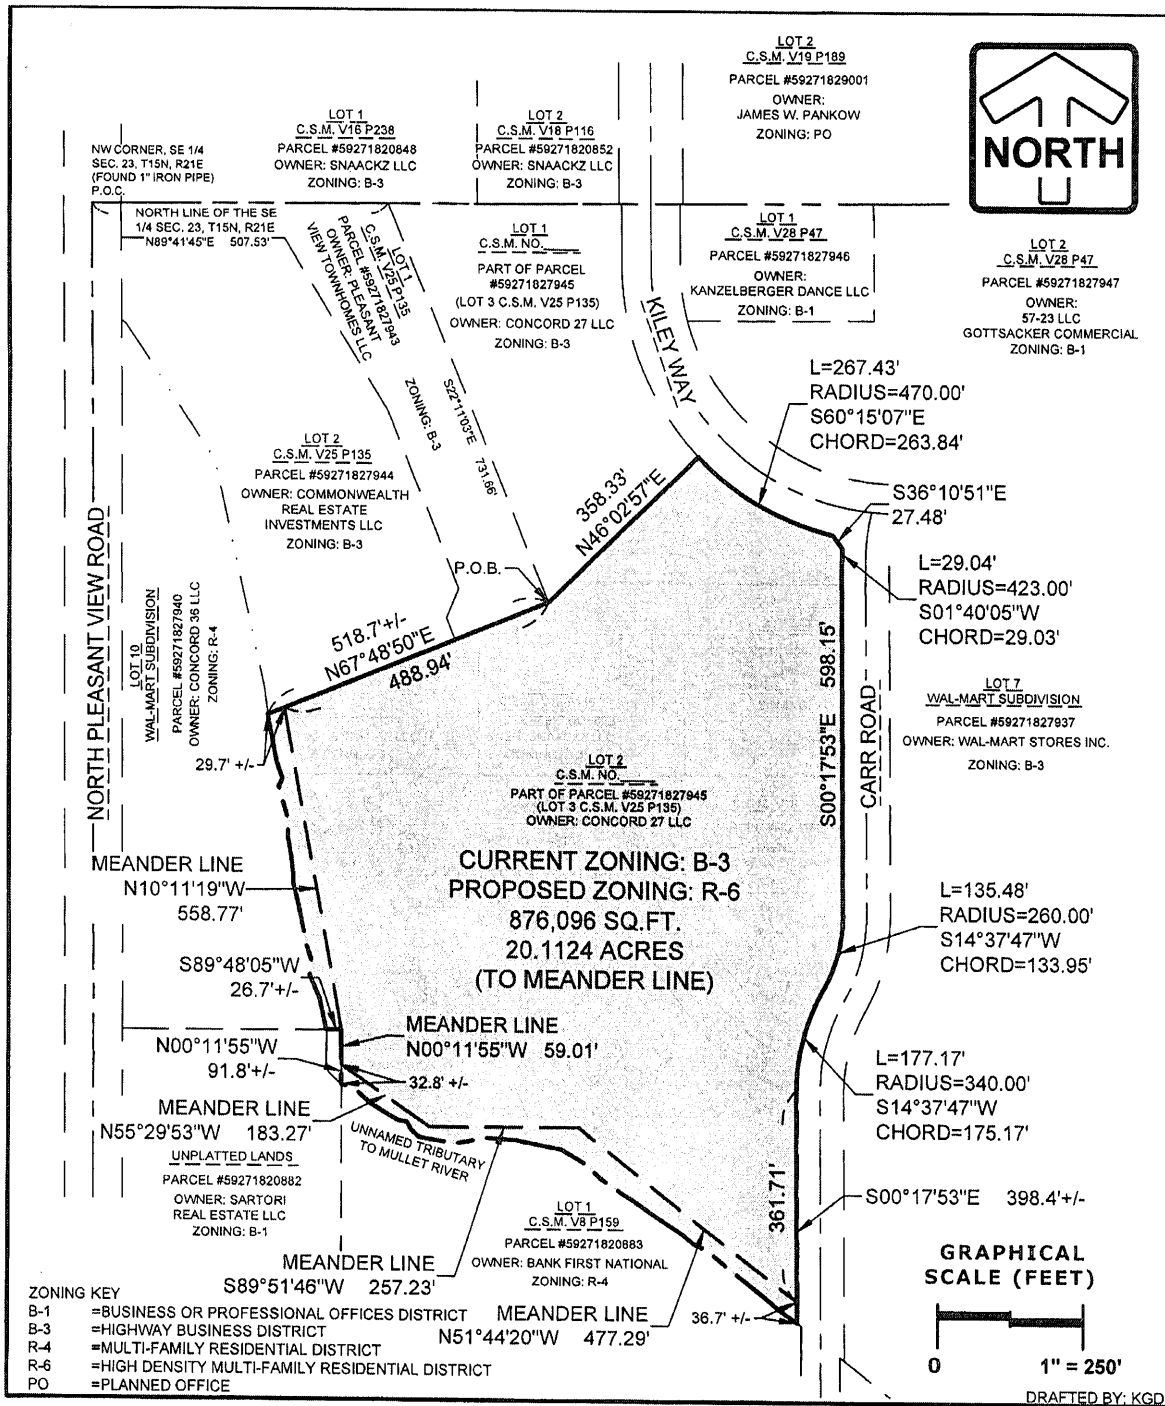 LOT 2
C.S.M. V19 P189
PARCEL #59271829001
OWNER:
JAMES W. PANKOW
ZONING: PO
NORTH
LOT 1
C.S.M. V16 P238
PARCEL #59271820848
OWNER: SNAACKZ LLC
ZONING: B-3
LOT 2
C.S.M. V18 P116
PARCEL #59271820852
OWNER: SNAACKZ LLC
ZONING: B-3
NW CORNER, SE 1/4
SEC. 23, T15N, R21E
(FOUND 1" IRON PIPE)
P.O.C.
NORTH LINE OF THE SE
1/4 SEC. 23, T15N, R21E
N89°41'45"E 507.53'
LOT 1
C.S.M. V25 P135
PARCEL #59271827943
OWNER: PLEASANT
VIEW TOWNHOMES LLC
ZONING: B-3
S22°11'03"E 731.66'
LOT 1
C.S.M. NO.____
PART OF PARCEL
#59271827945
(LOT 3 C.S.M. V25 P135)
OWNER: CONCORD 27 LLC
ZONING: B-3
KILEY WAY
LOT 1
C.S.M. V28 P47
PARCEL #59271827946
OWNER:
KANZELBERGER DANCE LLC
ZONING: B-1
LOT 2
C.S.M. V28 P47
PARCEL #59271827947
OWNER:
57-23 LLC
GOTTSACKER COMMERCIAL
ZONING: B-1
L=267.43'
RADIUS=470.00'
S60°15'07"E
CHORD=263.84'
S36°10'51"E
27.48'
L=29.04'
RADIUS=423.00'
S01°40'05"W
CHORD=29.03'
LOT 2
C.S.M. V25 P135
PARCEL #59271827944
OWNER: COMMONWEALTH
REAL ESTATE
INVESTMENTS LLC
ZONING: B-3
358.33'
N46°02'57"E
P.O.B.
518.7'+/-
N67°48'50"E
488.94'
NORTH PLEASANT VIEW ROAD
LOT 10
WAL-MART SUBDIVISION
PARCEL #59271827940
OWNER: CONCORD 36 LLC
ZONING: R-4
29.7' +/-
S00°17'53"E 598.15'
CARR ROAD
LOT 7
WAL-MART SUBDIVISION
PARCEL #59271827937
OWNER: WAL-MART STORES INC.
ZONING: B-3
LOT 2
C.S.M. NO.____
PART OF PARCEL #59271827945
(LOT 3 C.S.M. V25 P135)
OWNER: CONCORD 27 LLC
CURRENT ZONING: B-3
PROPOSED ZONING: R-6
876,096 SQ.FT.
20.1124 ACRES
(TO MEANDER LINE)
MEANDER LINE
N10°11'19"W
558.77'
S89°48'05"W
26.7'+/-
MEANDER LINE
N00°11'55"W 59.01'
N00°11'55"W
91.8'+/-
32.8' +/-
MEANDER LINE
N55°29'53"W 183.27'
UNNAMED TRIBUTARY
TO MULLET RIVER
L=135.48'
RADIUS=260.00'
S14°37'47"W
CHORD=133.95'
L=177.17'
RADIUS=340.00'
S14°37'47"W
CHORD=175.17'
361.71'
S00°17'53"E 398.4'+/-
UNPLATTED LANDS
PARCEL #59271820882
OWNER: SARTORI
REAL ESTATE LLC
ZONING: B-1
LOT 1
C.S.M. V8 P159
PARCEL #59271820883
OWNER: BANK FIRST NATIONAL
ZONING: R-4
MEANDER LINE
S89°51'46"W 257.23'
MEANDER LINE
N51°44'20"W 477.29'
36.7' +/-
GRAPHICAL
SCALE (FEET)
0 1" = 250'
ZONING KEY
B-1 =BUSINESS OR PROFESSIONAL OFFICES DISTRICT
B-3 =HIGHWAY BUSINESS DISTRICT
R-4 =MULTI-FAMILY RESIDENTIAL DISTRICT
R-6 =HIGH DENSITY MULTI-FAMILY RESIDENTIAL DISTRICT
PO =PLANNED OFFICE
DRAFTED BY: KGD